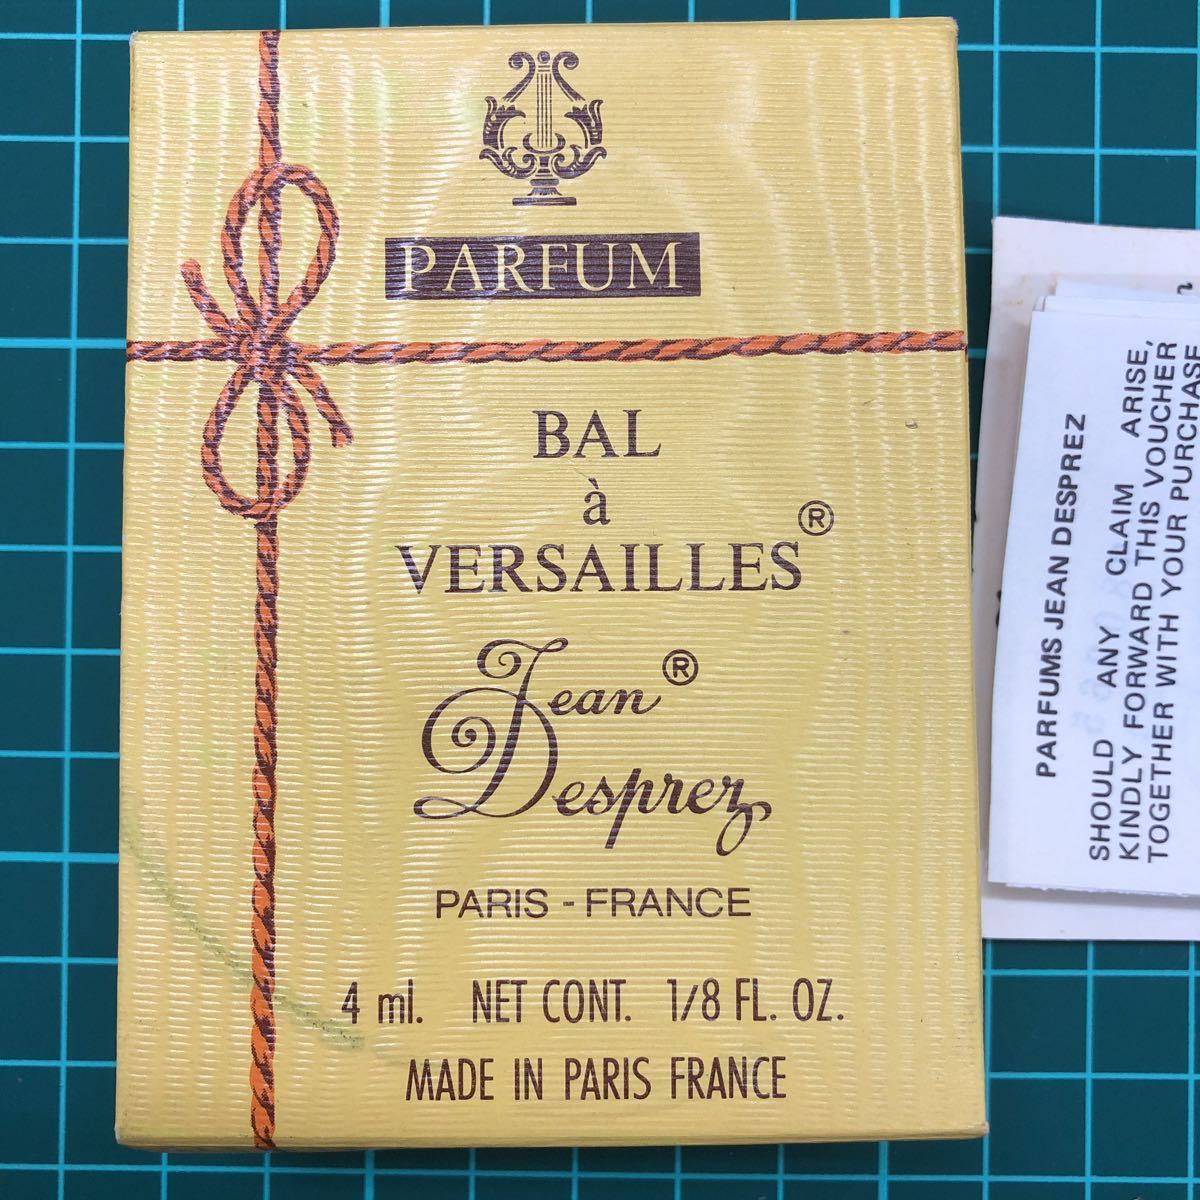 PARFUM
BAL
à
VERSAILLES®
Jean®
Desprez
PARIS - FRANCE
4 ml. NET CONT. 1/8 FL. OZ.
MADE IN PARIS FRANCE
PARFUMS JEAN DESPREZ
SHOULD ANY CLAIM ARISE,
KINDLY FORWARD THIS VOUCHER
TOGETHER WITH YOUR PURCHASE